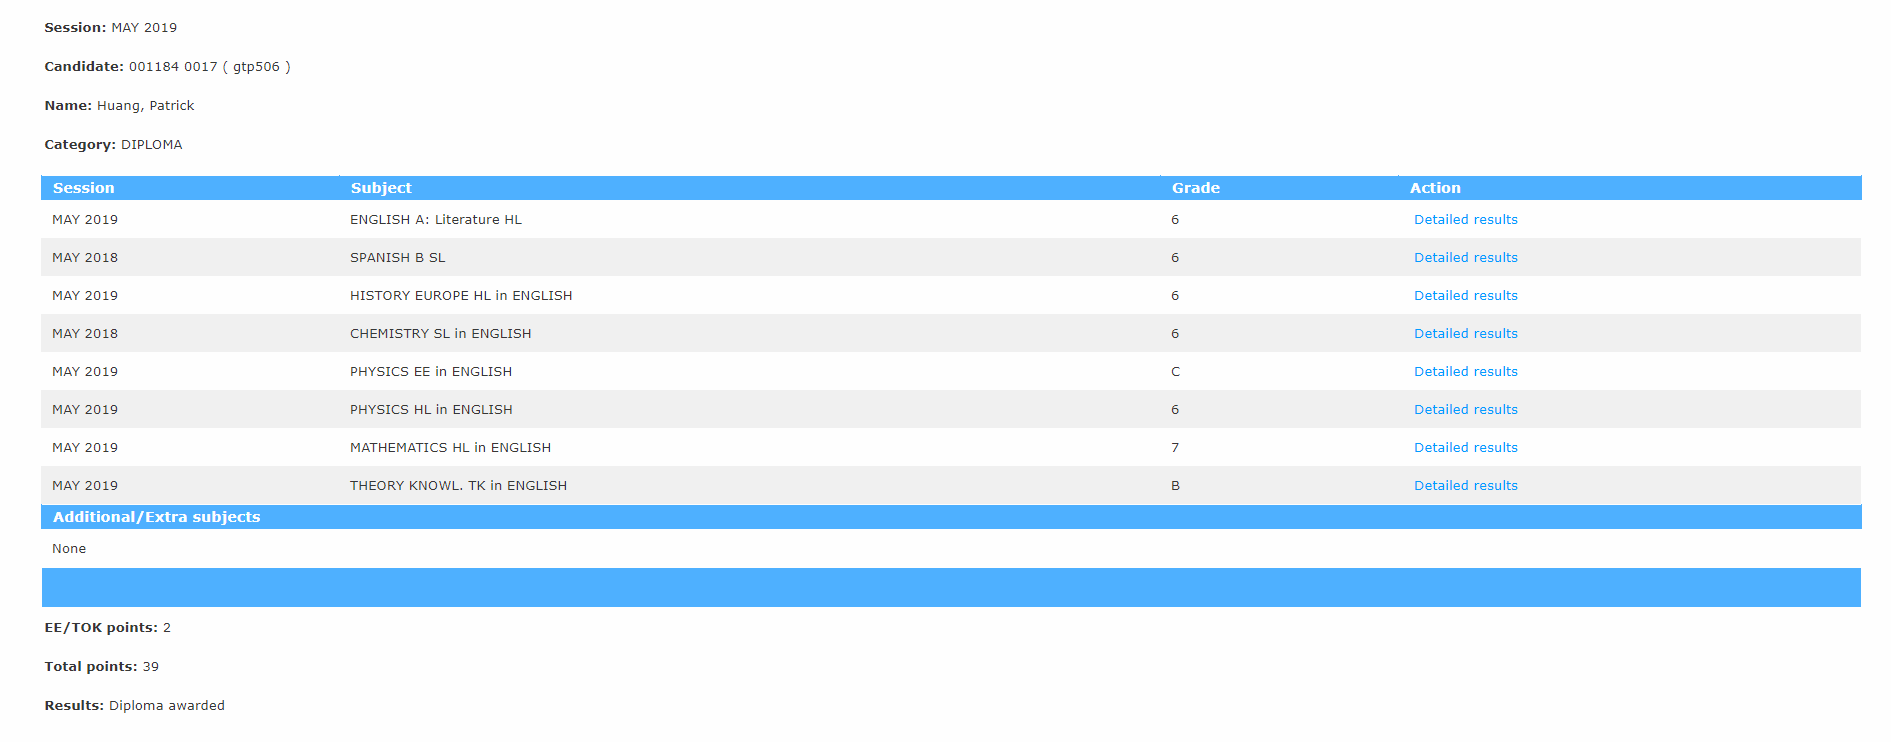 Session: MAY 2019
Candidate: 001184 0017 ( gtp506 )
Name: Huang, Patrick
Category: DIPLOMA
Session Subject Grade Action
MAY 2019 ENGLISH A: Literature HL 6 Detailed results
MAY 2018 SPANISH B SL 6 Detailed results
MAY 2019 HISTORY EUROPE HL in ENGLISH 6 Detailed results
MAY 2018 CHEMISTRY SL in ENGLISH 6 Detailed results
MAY 2019 PHYSICS EE in ENGLISH C Detailed results
MAY 2019 PHYSICS HL in ENGLISH 6 Detailed results
MAY 2019 MATHEMATICS HL in ENGLISH 7 Detailed results
MAY 2019 THEORY KNOWL. TK in ENGLISH B Detailed results
Additional/Extra subjects
None
EE/TOK points: 2
Total points: 39
Results: Diploma awarded